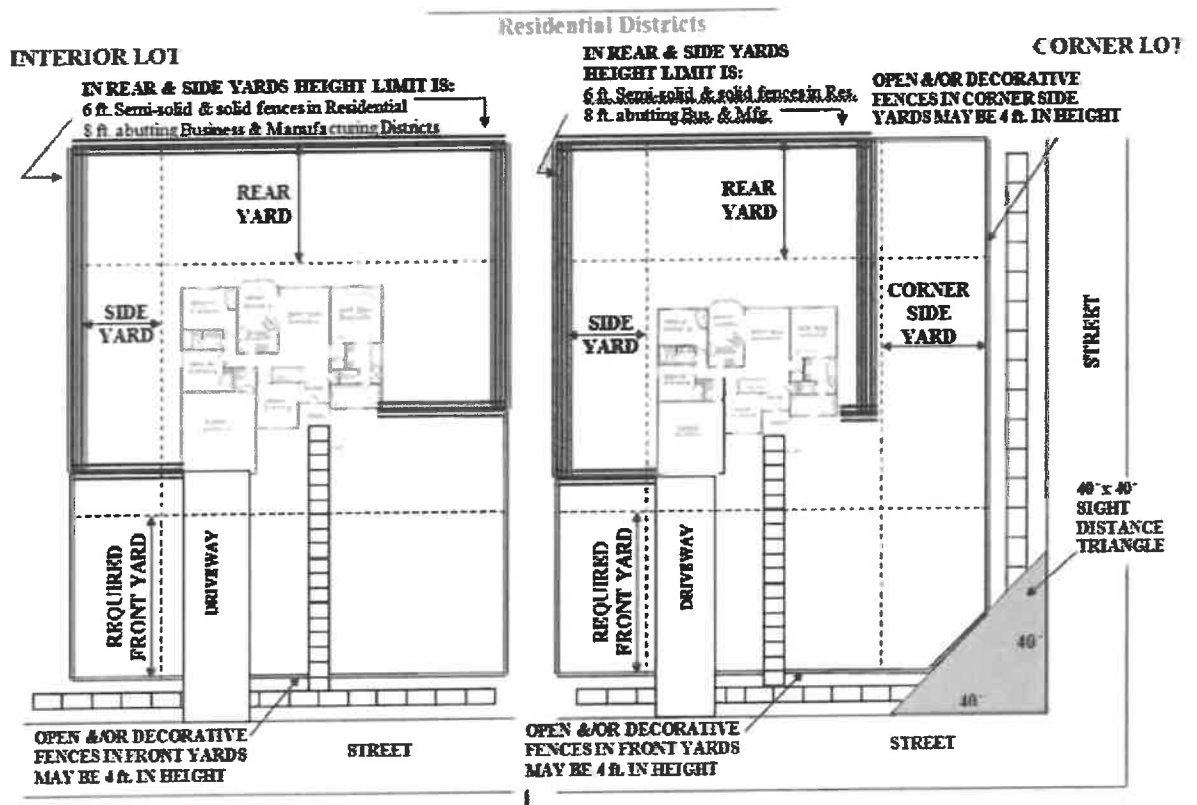 Residential Districts
INTERIOR LOT
IN REAR & SIDE YARDS HEIGHT LIMIT IS:
6 ft. Semi-solid & solid fences in Residential
8 ft. abutting Business & Manufacturing Districts
REAR
YARD
SIDE
YARD
REQUIRED
FRONT YARD
DRIVEWAY
OPEN &/OR DECORATIVE
FENCES IN FRONT YARDS
MAY BE 4 ft. IN HEIGHT
STREET
CORNER LOT
IN REAR & SIDE YARDS
HEIGHT LIMIT IS:
6 ft. Semi-solid & solid fences in Res.
8 ft. abutting Bus. & Mfg.
OPEN &/OR DECORATIVE
FENCES IN CORNER SIDE
YARDS MAY BE 4 ft. IN HEIGHT
REAR
YARD
SIDE
YARD
CORNER
SIDE
YARD
STREET
REQUIRED
FRONT YARD
DRIVEWAY
40' x 40'
SIGHT
DISTANCE
TRIANGLE
40'
40'
OPEN &/OR DECORATIVE
FENCES IN FRONT YARDS
MAY BE 4 ft. IN HEIGHT
STREET